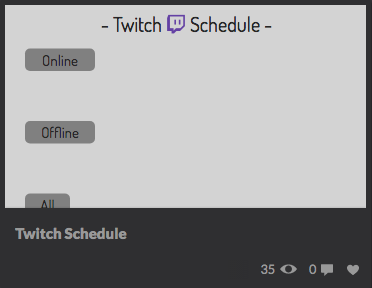 - Twitch Schedule -
Online
Offline
All
Twitch Schedule
35 0